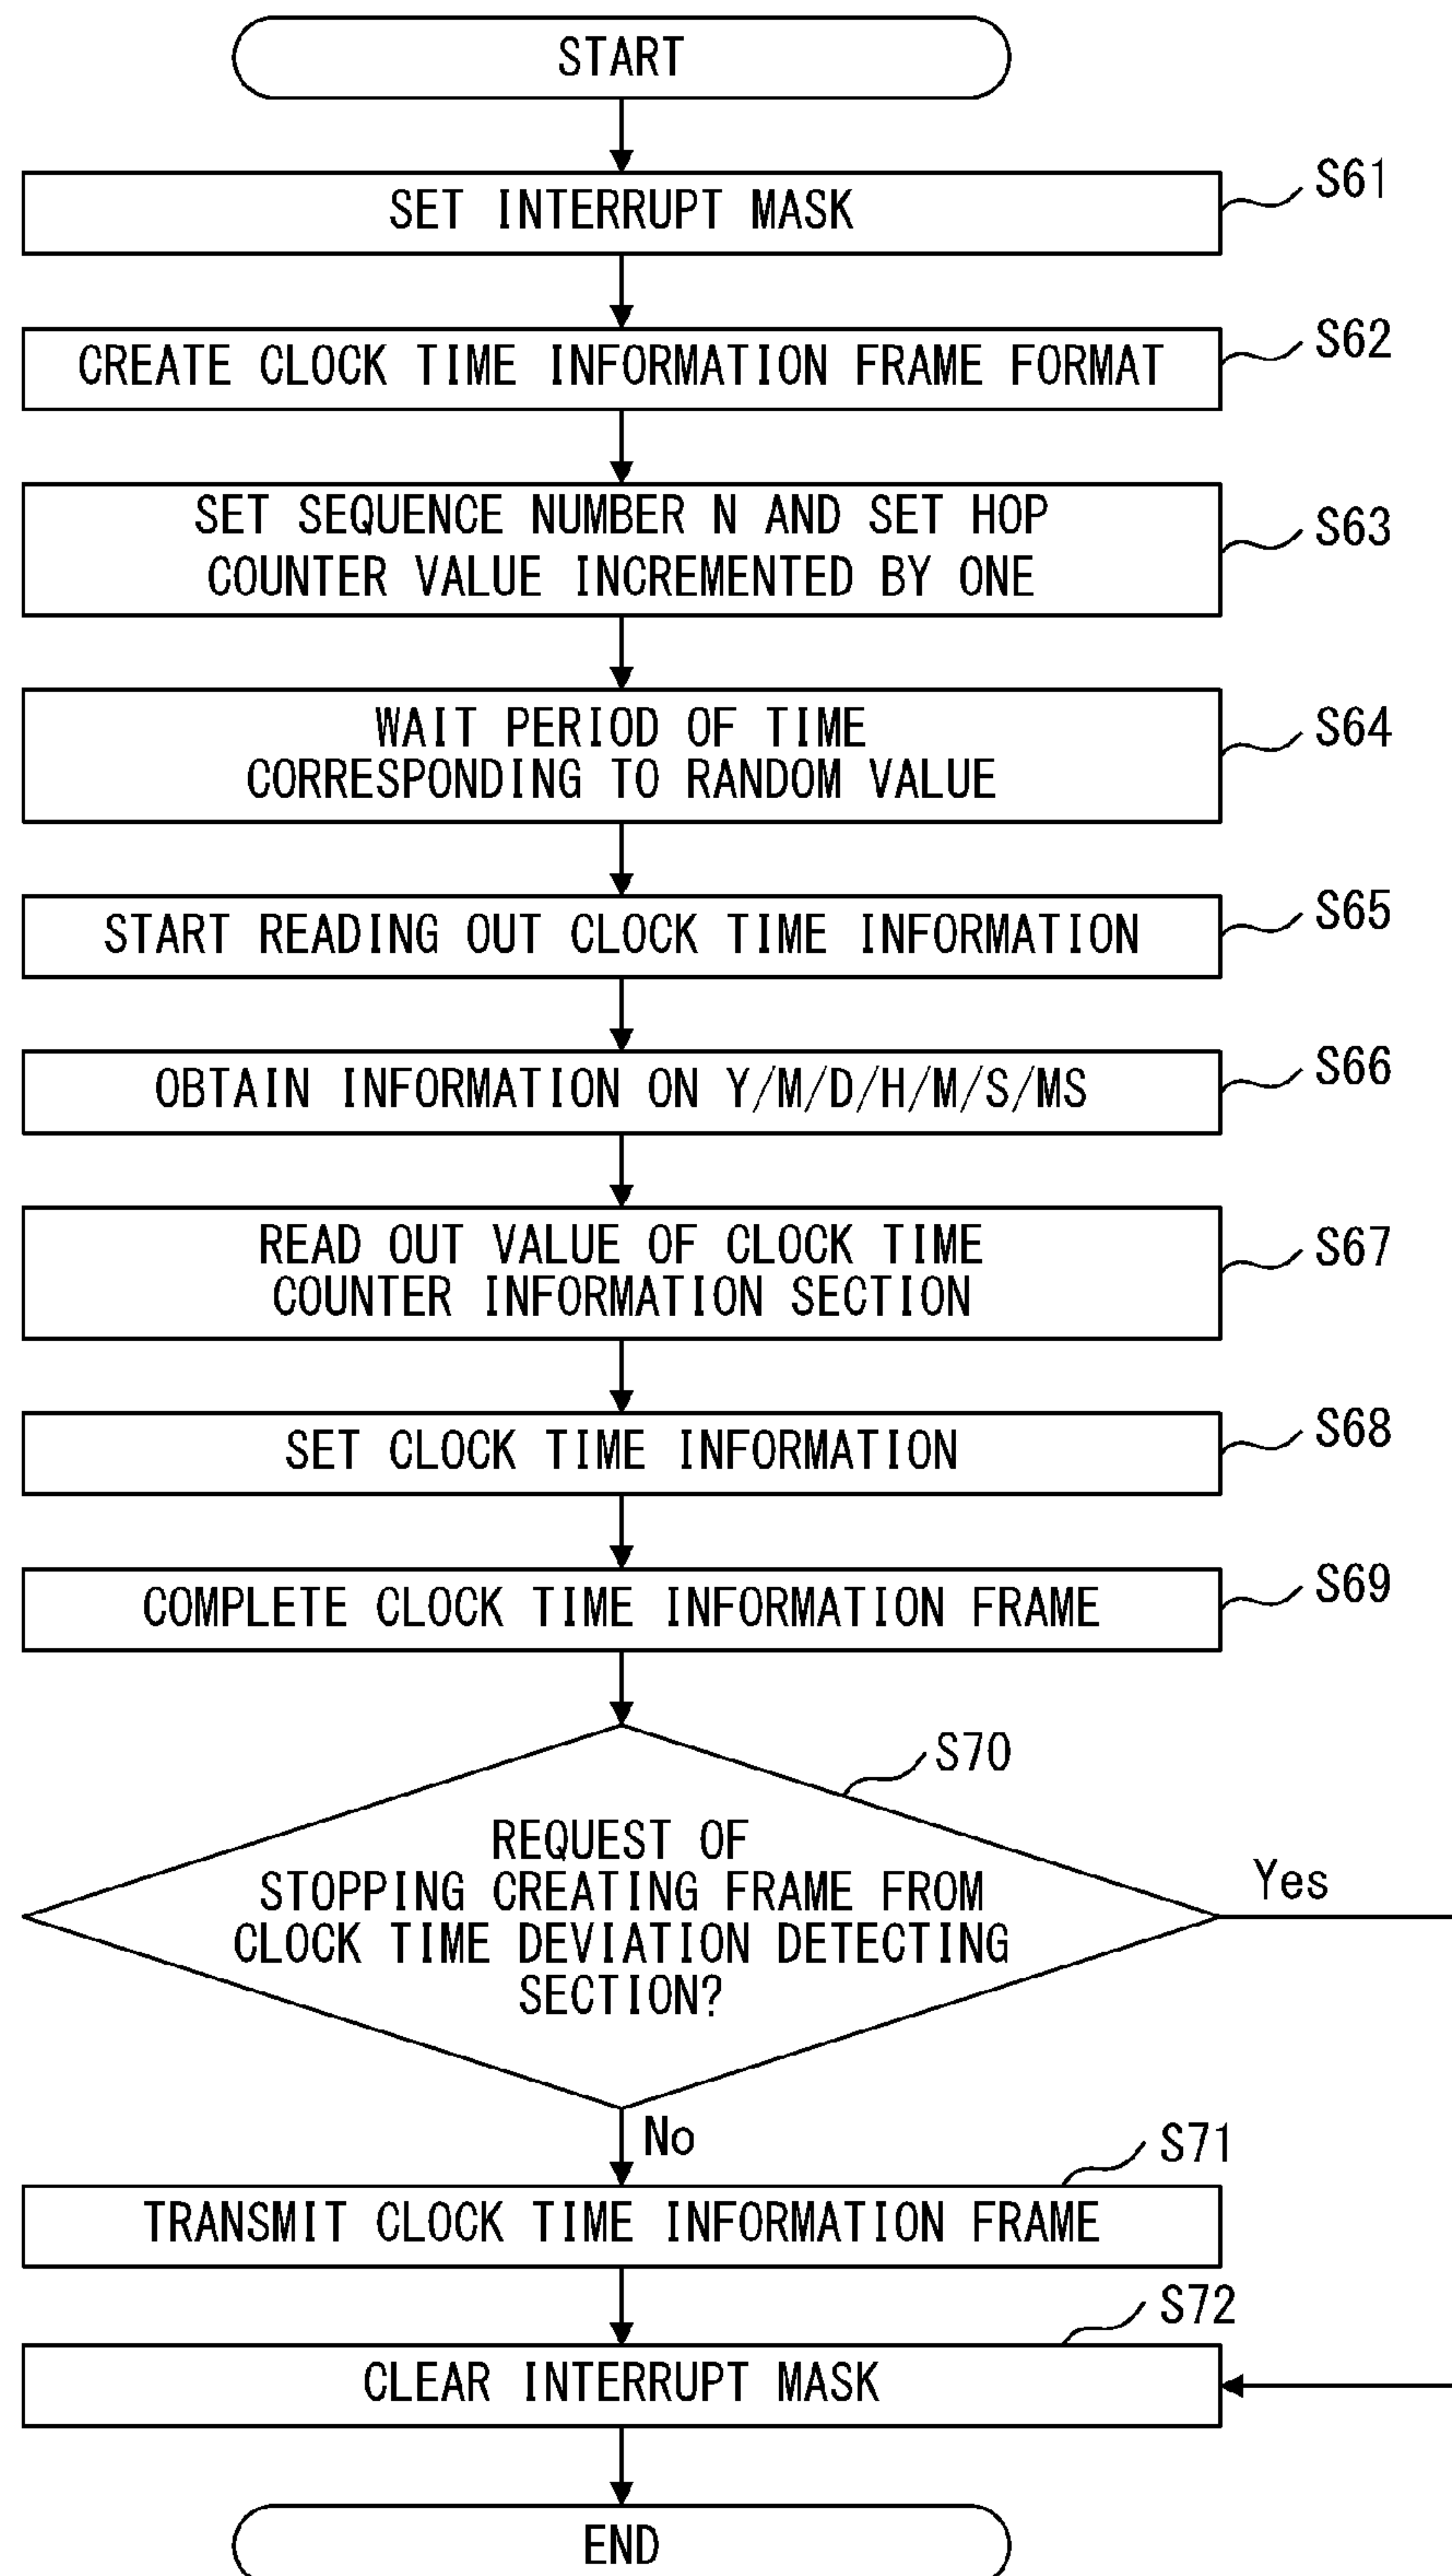 START
SET INTERRUPT MASK
S61
CREATE CLOCK TIME INFORMATION FRAME FORMAT
S62
SET SEQUENCE NUMBER N AND SET HOP
COUNTER VALUE INCREMENTED BY ONE
S63
WAIT PERIOD OF TIME
CORRESPONDING TO RANDOM VALUE
S64
START READING OUT CLOCK TIME INFORMATION
S65
OBTAIN INFORMATION ON Y/M/D/H/M/S/MS
S66
READ OUT VALUE OF CLOCK TIME
COUNTER INFORMATION SECTION
S67
SET CLOCK TIME INFORMATION
S68
COMPLETE CLOCK TIME INFORMATION FRAME
S69
S70
REQUEST OF
STOPPING CREATING FRAME FROM
CLOCK TIME DEVIATION DETECTING
SECTION?
Yes
No
S71
TRANSMIT CLOCK TIME INFORMATION FRAME
S72
CLEAR INTERRUPT MASK
END